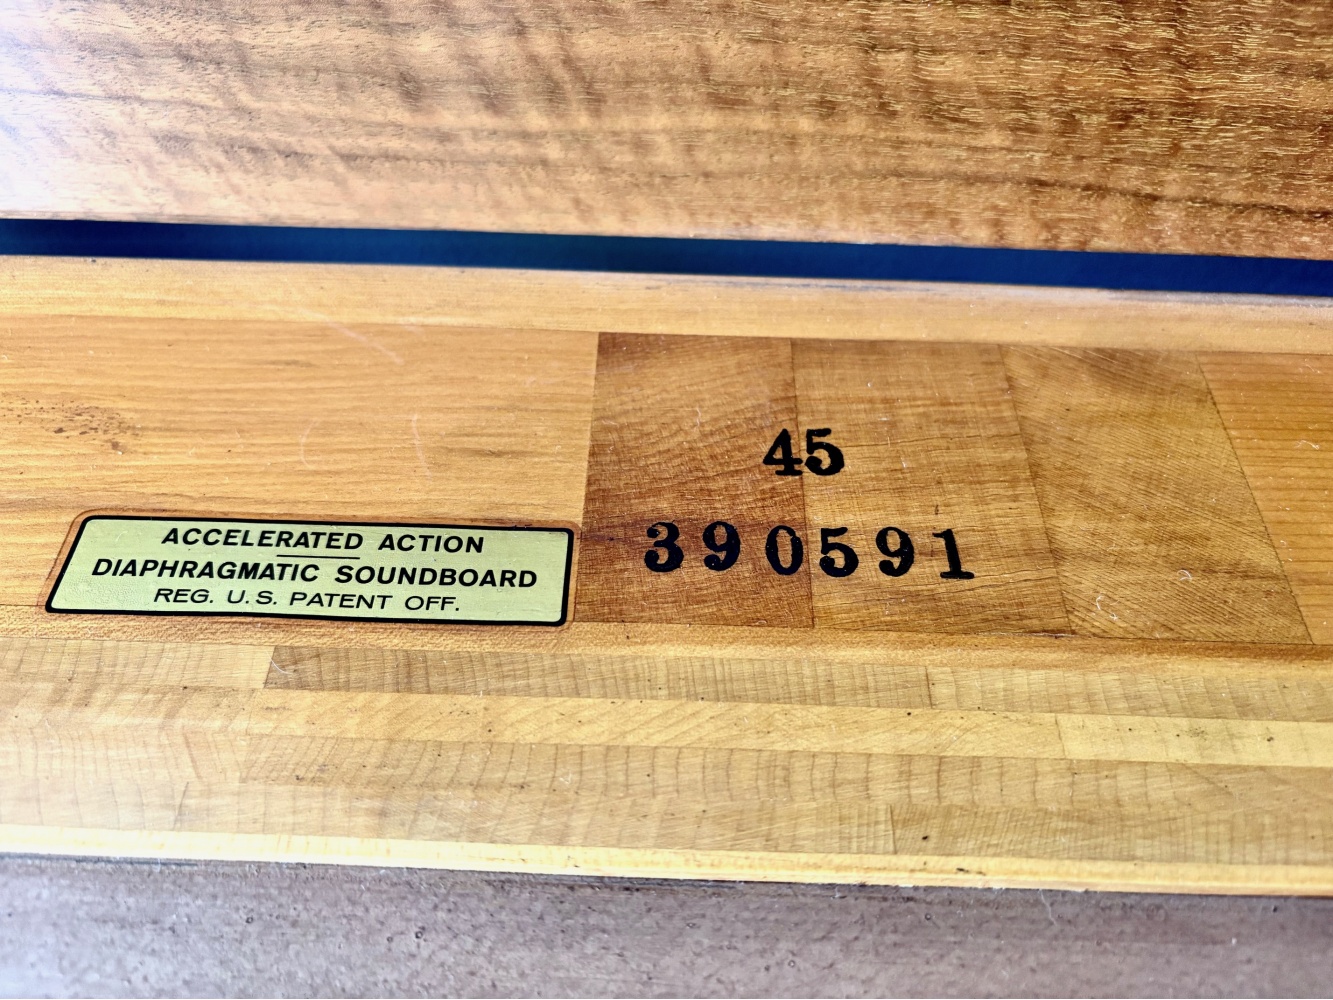 45
390591
ACCELERATED ACTION
DIAPHRAGMATIC SOUNDBOARD
REG. U.S. PATENT OFF.